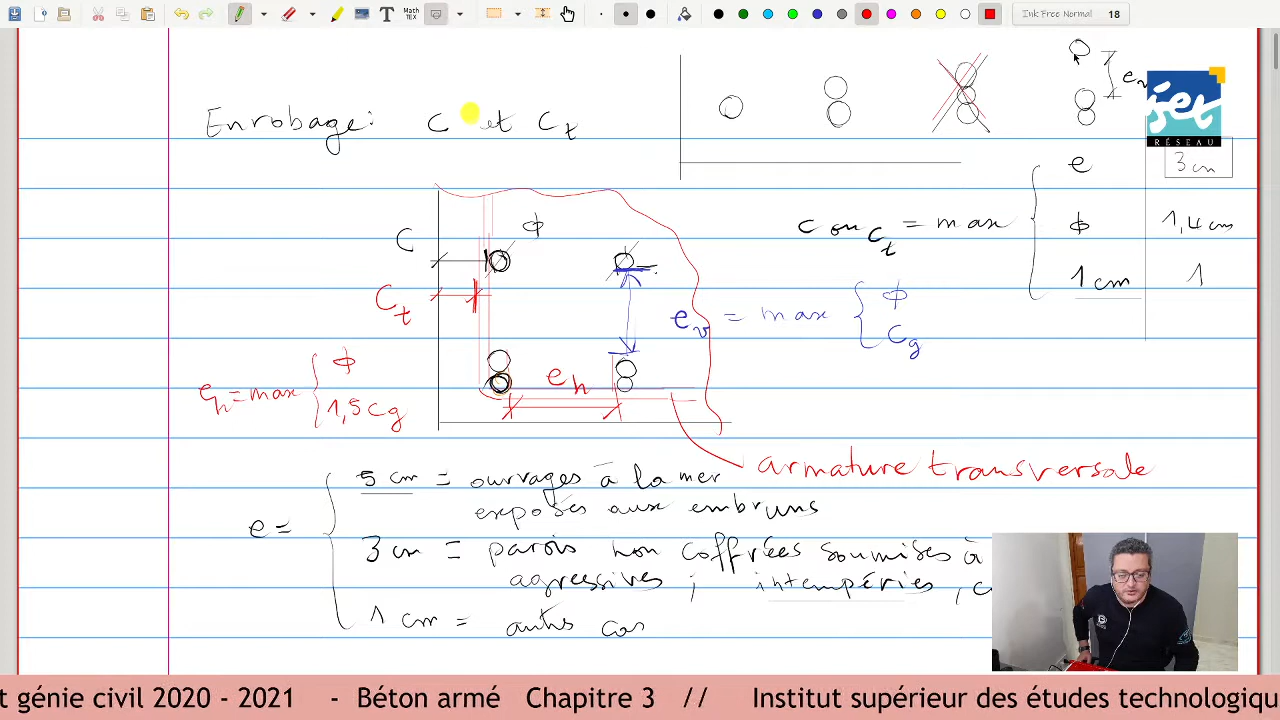 Math
Text
Ink Free Normal
18
e
Enrobage: C et Ct
iset
RÉSEAU
e 3 cm
C ou Ct = max
ϕ 1,4 cm
1 cm 1
C
ϕ
Ct
ev = max
ϕ
Cg
eh = max
ϕ
1,5 Cg
eh
armature transversale
e =
5 cm = ouvrages à la mer
exposés aux embruns
3 cm = parois non coffrées soumises à
agressives ; intempéries ,
1 cm = autres cas
t génie civil 2020 - 2021 - Béton armé Chapitre 3 // Institut supérieur des études technologiqu